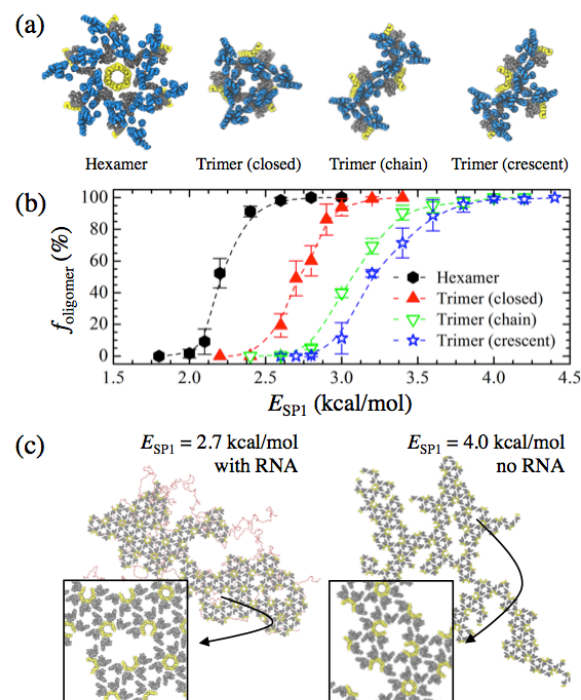 (a)
Hexamer Trimer (closed) Trimer (chain) Trimer (crescent)
(b)
100
80
60
40
20
0
f_oligomer (%)
Hexamer
Trimer (closed)
Trimer (chain)
Trimer (crescent)
1.5 2.0 2.5 3.0 3.5 4.0 4.5
E_SP1 (kcal/mol)
(c)
E_SP1 = 2.7 kcal/mol
with RNA
E_SP1 = 4.0 kcal/mol
no RNA